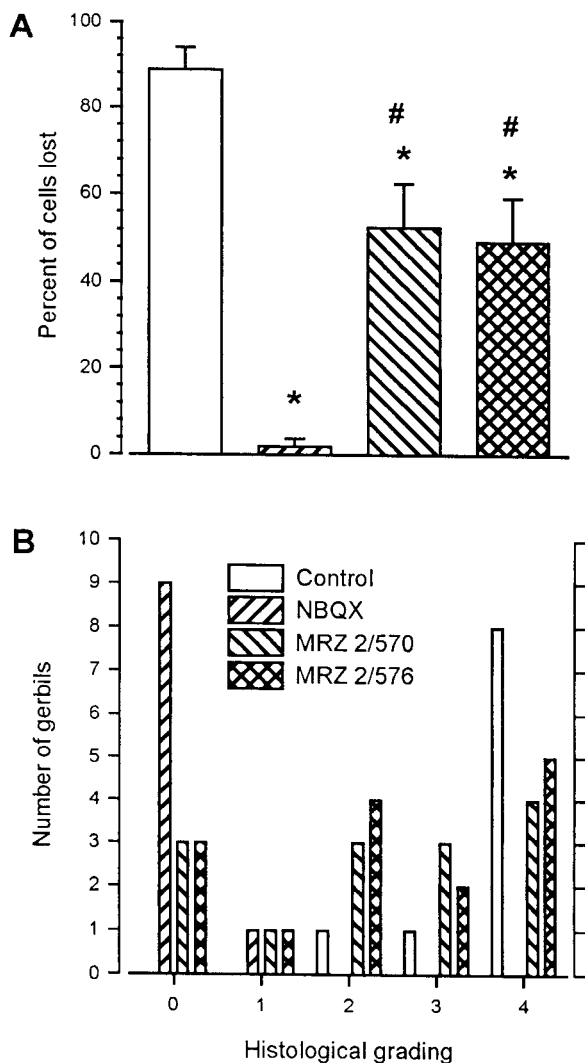 A
100
80
60
40
20
0
Percent of cells lost
*
#
*
#
*
B
10
9
8
7
6
5
4
3
2
1
0
Number of gerbils
Control
NBQX
MRZ 2/570
MRZ 2/576
0 1 2 3 4
Histological grading